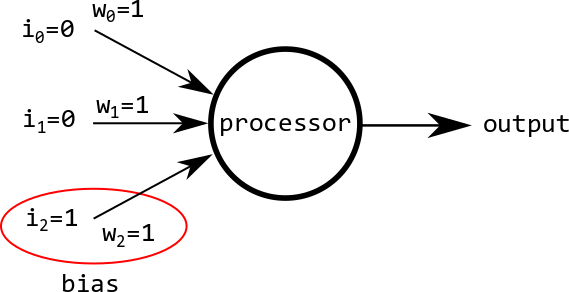 w₀=1
i₀=0
w₁=1
i₁=0
processor
output
i₂=1
w₂=1
bias